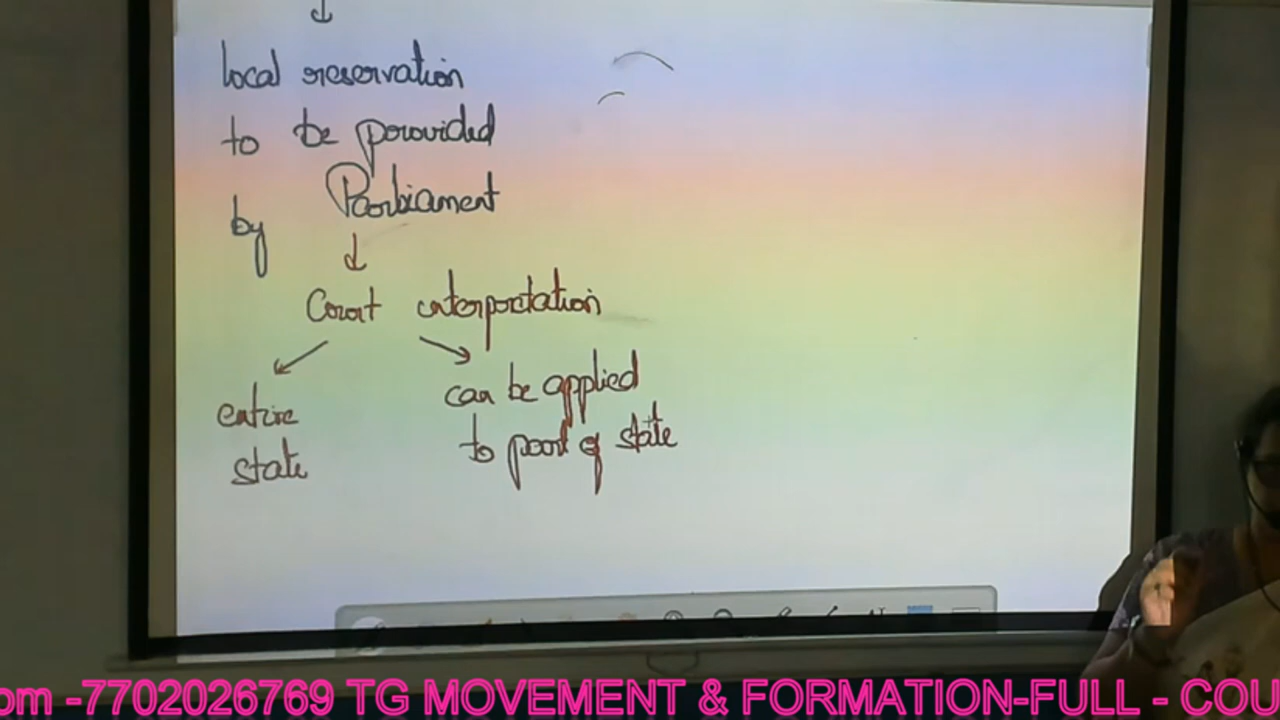 ↓
local reservation
to be provided
by Parliament
↓
Court interpretation
entire
state
can be applied
to part of state
om -7702026769 TG MOVEMENT & FORMATION-FULL - COU